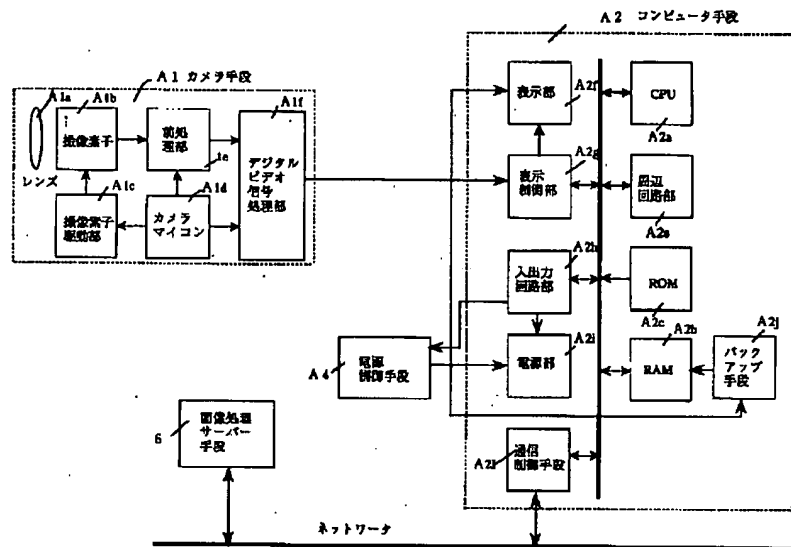 A2 コンピュータ手段
A1 カメラ手段
A1a
A1b
A1f
レンズ
撮像素子
前処
理部
1e
A1c
A1d
撮像素子
駆動部
カメラ
マイコン
デジタル
ビデオ
信号
処理部
表示部
A2f
CPU
A2a
表示
制御部
A2g
周辺
回路部
A2e
入出力
回路部
A2h
ROM
A2c
電源部
A2i
A2b
RAM
A2j
バック
アップ
手段
A4
電源
制御手段
6
画像処理
サーバー
手段
通信
制御手段
ネットワータ